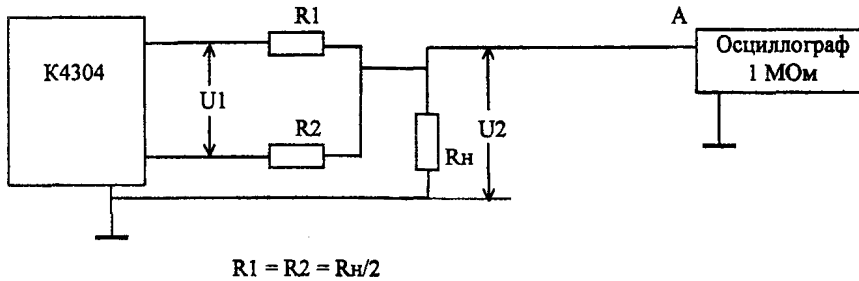 R1
А
К4304
Осциллограф
1 МОм
U1
R2
U2
Rн
R1 = R2 = Rн/2